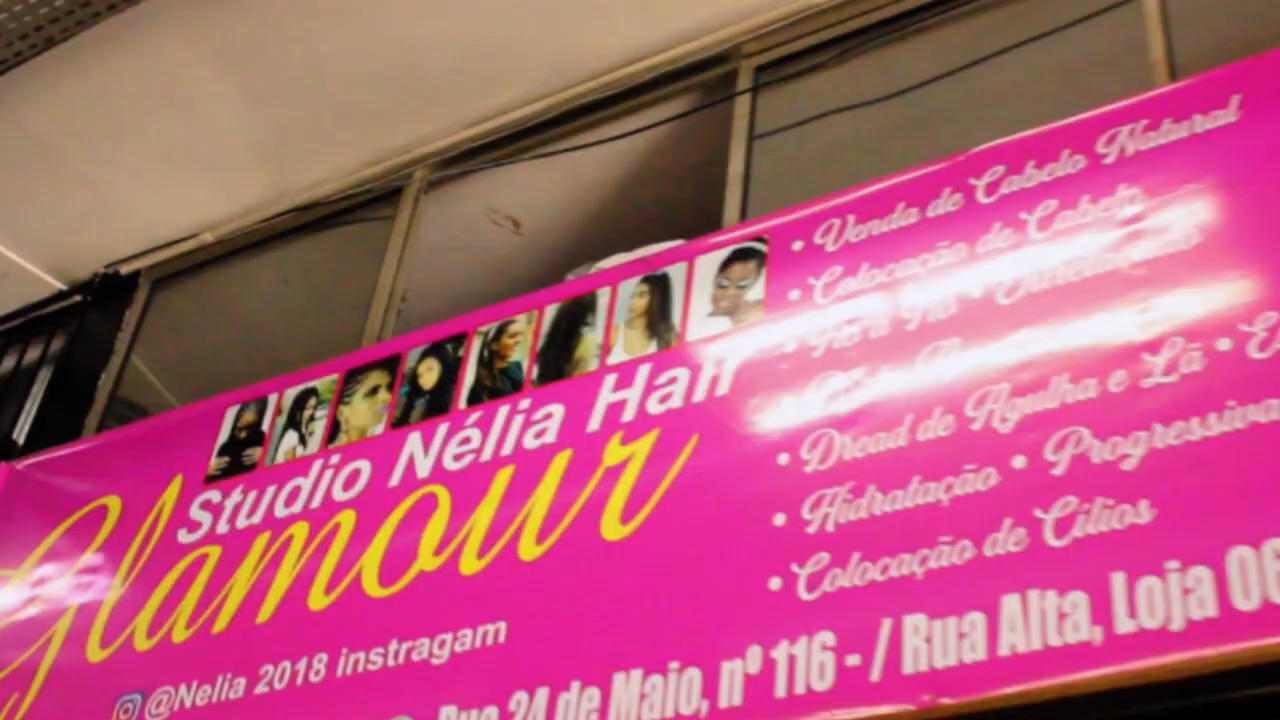 Studio Nélia Hair
Glamour
@Nelia 2018 instragam
• Venda de Cabelo Natural
• Colocação de Cabelo
• Dread de Agulha e Lã •
• Hidratação • Progressiva
• Colocação de Cílios
Rua 24 de Maio, nº 116 - / Rua Alta, Loja 06